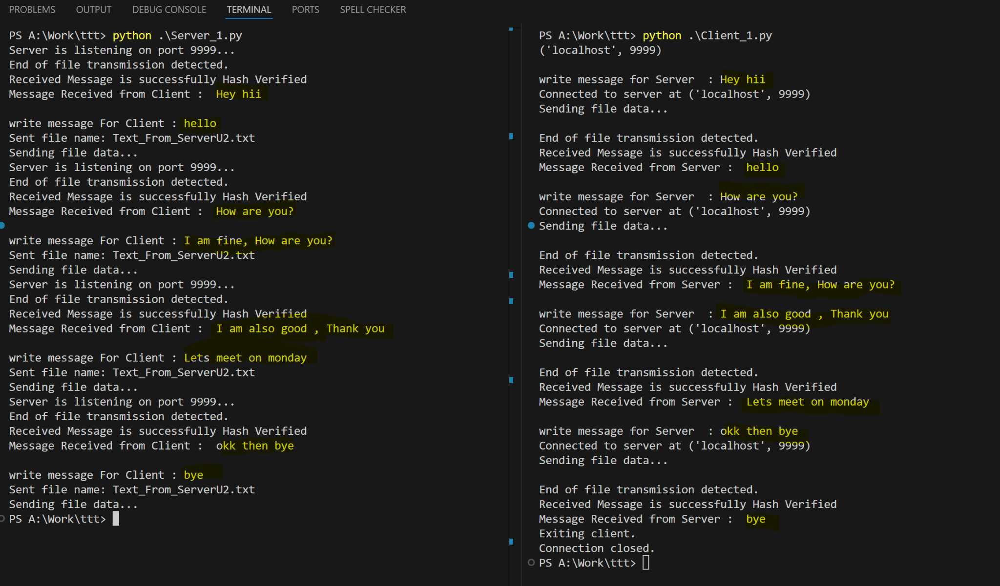 PROBLEMS OUTPUT DEBUG CONSOLE TERMINAL PORTS SPELL CHECKER
PS A:\Work\ttt> python .\Server_1.py
Server is listening on port 9999...
End of file transmission detected.
Received Message is successfully Hash Verified
Message Received from Client :  Hey hii
write message For Client : hello
Sent file name: Text_From_ServerU2.txt
Sending file data...
Server is listening on port 9999...
End of file transmission detected.
Received Message is successfully Hash Verified
Message Received from Client :  How are you?
write message For Client : I am fine, How are you?
Sent file name: Text_From_ServerU2.txt
Sending file data...
Server is listening on port 9999...
End of file transmission detected.
Received Message is successfully Hash Verified
Message Received from Client :  I am also good , Thank you
write message For Client : Lets meet on monday
Sent file name: Text_From_ServerU2.txt
Sending file data...
Server is listening on port 9999...
End of file transmission detected.
Received Message is successfully Hash Verified
Message Received from Client :  okk then bye
write message For Client : bye
Sent file name: Text_From_ServerU2.txt
Sending file data...
PS A:\Work\ttt>
PS A:\Work\ttt> python .\Client_1.py
('localhost', 9999)
write message for Server  : Hey hii
Connected to server at ('localhost', 9999)
Sending file data...
End of file transmission detected.
Received Message is successfully Hash Verified
Message Received from Server :  hello
write message for Server  : How are you?
Connected to server at ('localhost', 9999)
Sending file data...
End of file transmission detected.
Received Message is successfully Hash Verified
Message Received from Server :  I am fine, How are you?
write message for Server  : I am also good , Thank you
Connected to server at ('localhost', 9999)
Sending file data...
End of file transmission detected.
Received Message is successfully Hash Verified
Message Received from Server :  Lets meet on monday
write message for Server  : okk then bye
Connected to server at ('localhost', 9999)
Sending file data...
End of file transmission detected.
Received Message is successfully Hash Verified
Message Received from Server :  bye
Exiting client.
Connection closed.
PS A:\Work\ttt>